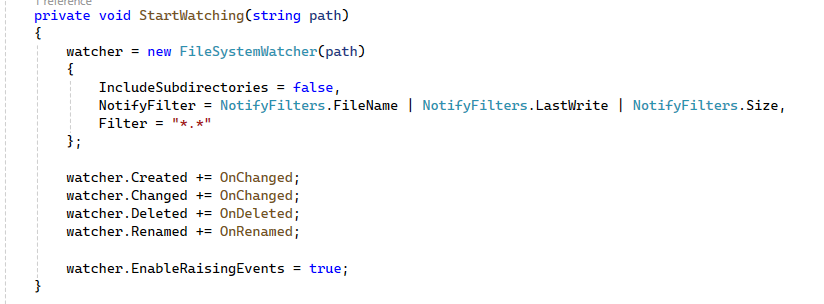 1 reference
private void StartWatching(string path)
{
    watcher = new FileSystemWatcher(path)
    {
        IncludeSubdirectories = false,
        NotifyFilter = NotifyFilters.FileName | NotifyFilters.LastWrite | NotifyFilters.Size,
        Filter = "*.*"
    };

    watcher.Created += OnChanged;
    watcher.Changed += OnChanged;
    watcher.Deleted += OnDeleted;
    watcher.Renamed += OnRenamed;

    watcher.EnableRaisingEvents = true;
}